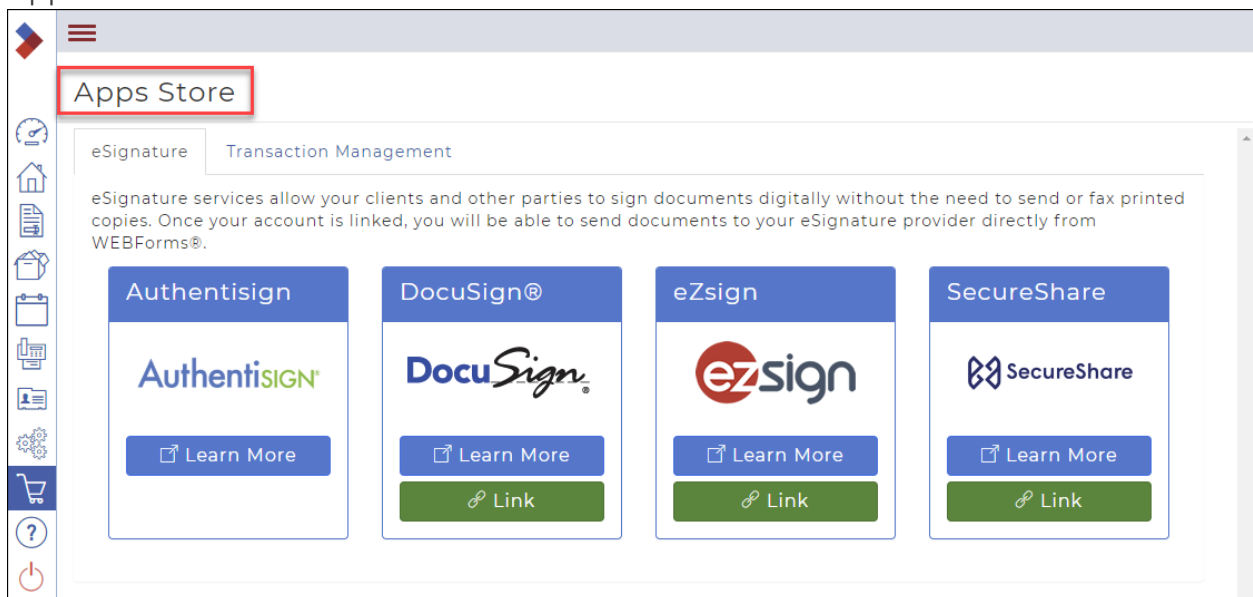 Apps Store
eSignature Transaction Management
eSignature services allow your clients and other parties to sign documents digitally without the need to send or fax printed
copies. Once your account is linked, you will be able to send documents to your eSignature provider directly from
WEBForms®.
Authentisign DocuSign® eZsign SecureShare
AuthentiSIGN® DocuSign® ezsign SecureShare
Learn More Learn More Learn More Learn More
Link Link Link
?